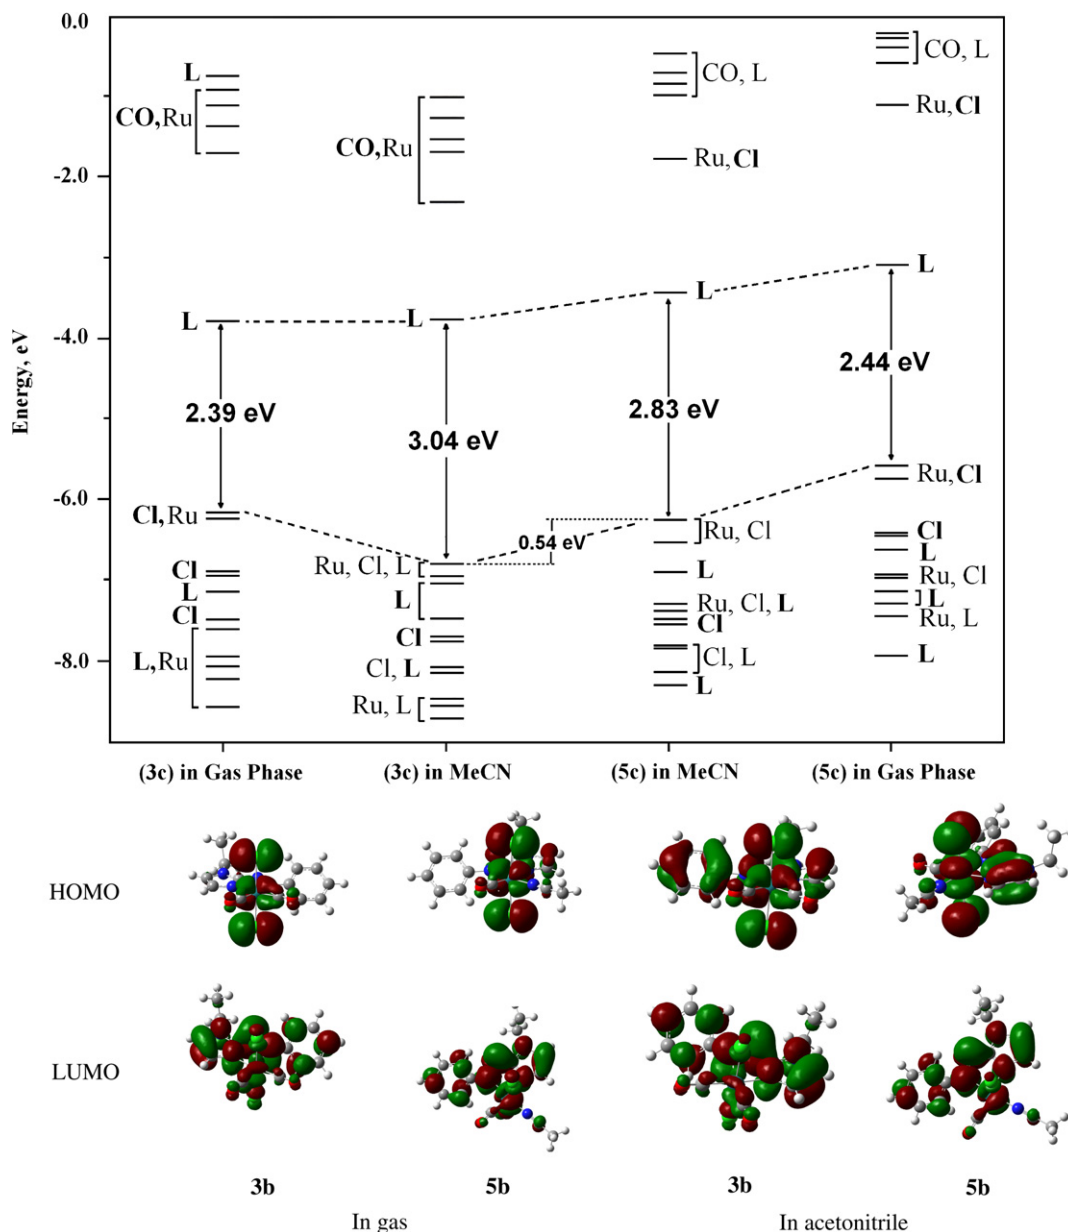 0.0
-2.0
-4.0
-6.0
-8.0
Energy, eV
L
CO,Ru
L
2.39 eV
Cl,Ru
Cl
L
Cl
L,Ru
CO,Ru
L
3.04 eV
Ru, Cl, L
L
Cl
Cl, L
Ru, L
0.54 eV
CO, L
Ru,Cl
L
2.83 eV
Ru, Cl
L
Ru, Cl, L
Cl
Cl, L
L
CO, L
Ru,Cl
L
2.44 eV
Ru,Cl
Cl
L
Ru, Cl
L
Ru, L
L
(3c) in Gas Phase (3c) in MeCN (5c) in MeCN (5c) in Gas Phase
HOMO
LUMO
3b 5b 3b 5b
In gas In acetonitrile